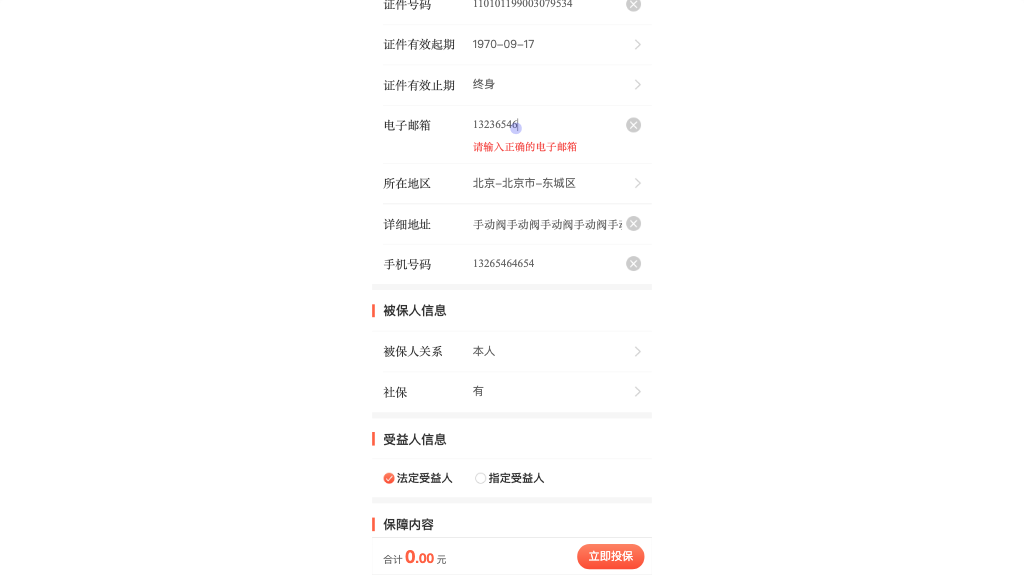 证件号码 110101199003079534
证件有效起期 1970-09-17
证件有效止期 终身
电子邮箱 13236546
请输入正确的电子邮箱
所在地区 北京-北京市-东城区
详细地址 手动阀手动阀手动阀手动阀手动
手机号码 13265464654
被保人信息
被保人关系 本人
社保 有
受益人信息
法定受益人 指定受益人
保障内容
合计 0.00 元 立即投保